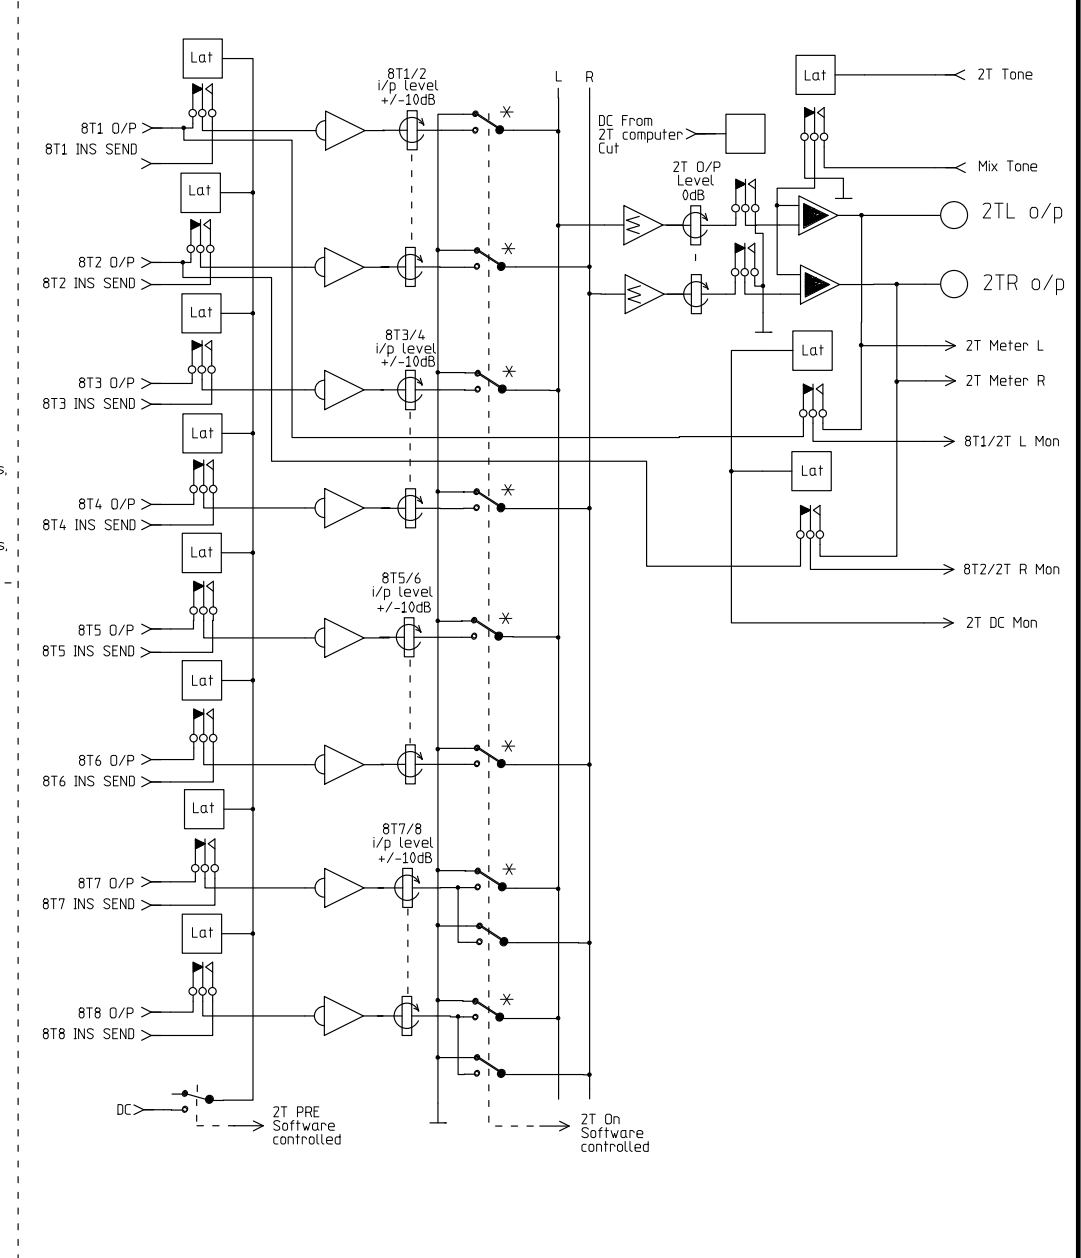 Lat
8T1/2
i/p level
+/-10dB
L R
Lat
2T Tone
8T1 O/P
8T1 INS SEND
DC From
2T computer
Cut
2T O/P
Level
0dB
Mix Tone
Lat
2TL o/p
8T2 O/P
8T2 INS SEND
2TR o/p
Lat
8T3/4
i/p level
+/-10dB
Lat
2T Meter L
2T Meter R
8T3 O/P
8T3 INS SEND
Lat
8T1/2T L Mon
s,
Lat
8T4 O/P
8T4 INS SEND
s,
Lat
8T2/2T R Mon
8T5/6
i/p level
+/-10dB
2T DC Mon
8T5 O/P
8T5 INS SEND
Lat
8T6 O/P
8T6 INS SEND
Lat
8T7/8
i/p level
+/-10dB
8T7 O/P
8T7 INS SEND
Lat
8T8 O/P
8T8 INS SEND
DC
2T PRE
Software
controlled
2T On
Software
controlled